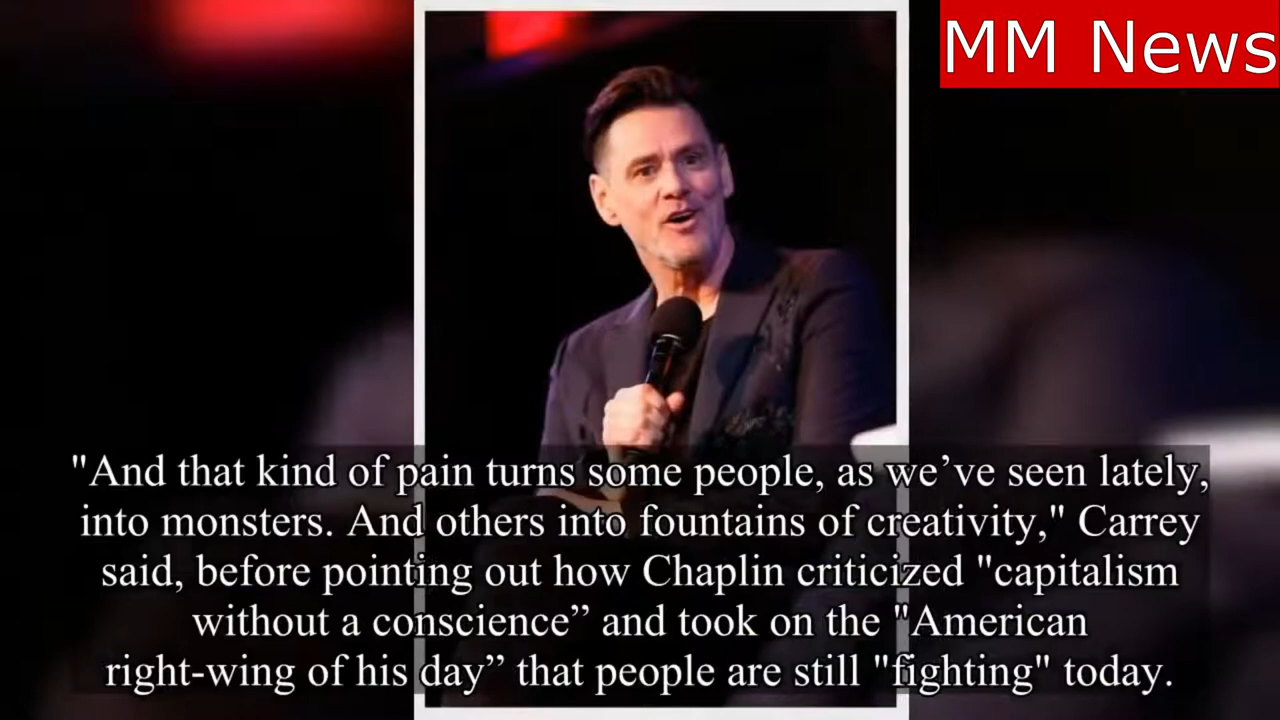 MM News
"And that kind of pain turns some people, as we’ve seen lately,
into monsters. And others into fountains of creativity," Carrey
said, before pointing out how Chaplin criticized "capitalism
without a conscience” and took on the "American
right-wing of his day” that people are still "fighting" today.